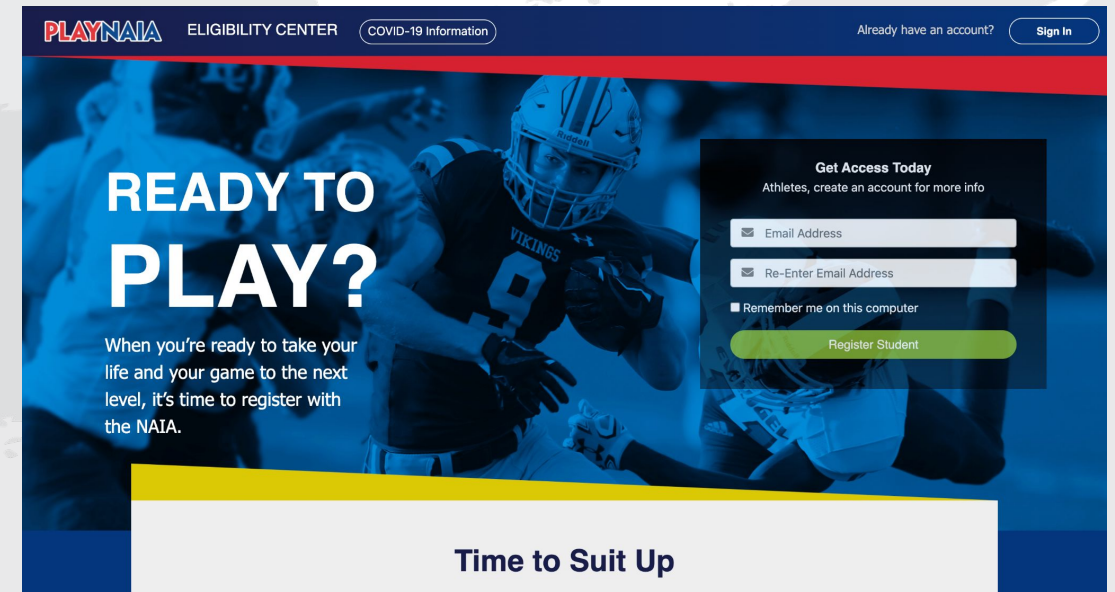 PLAYNAIA ELIGIBILITY CENTER COVID-19 Information Already have an account? Sign In
READY TO
PLAY?
When you're ready to take your
life and your game to the next
level, it's time to register with
the NAIA.
Riddell
VIKINGS
9
Get Access Today
Athletes, create an account for more info
Email Address
Re-Enter Email Address
Remember me on this computer
Register Student
Time to Suit Up